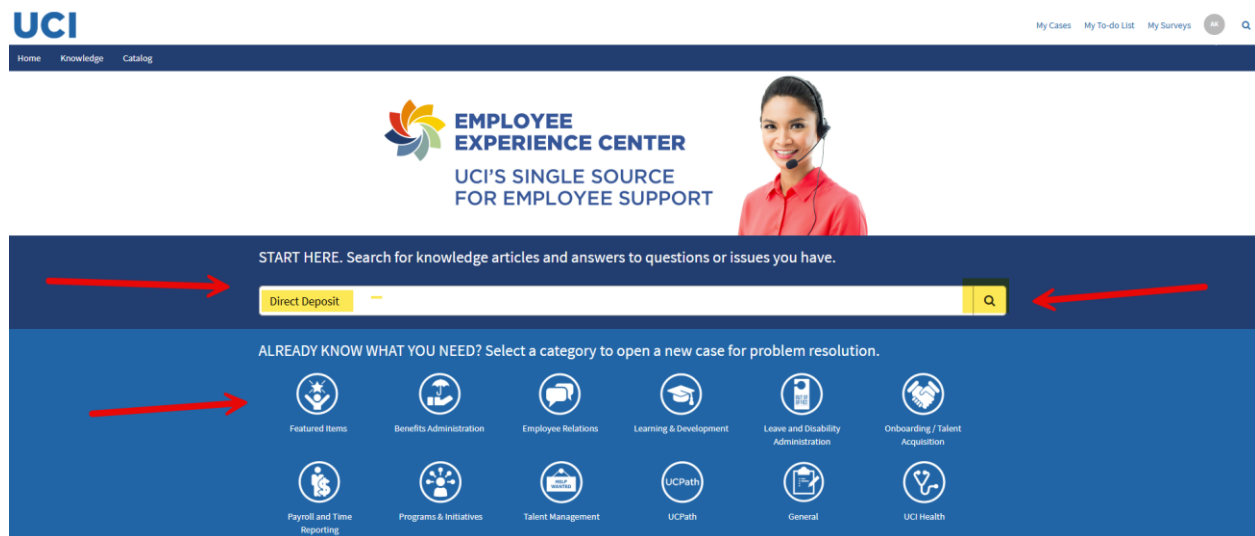 UCI
My Cases My To-do List My Surveys AK
Home Knowledge Catalog
EMPLOYEE
EXPERIENCE CENTER
UCI'S SINGLE SOURCE
FOR EMPLOYEE SUPPORT
START HERE. Search for knowledge articles and answers to questions or issues you have.
Direct Deposit
ALREADY KNOW WHAT YOU NEED? Select a category to open a new case for problem resolution.
OUT OF
OFFICE
Featured Items Benefits Administration Employee Relations Learning & Development Leave and Disability Onboarding / Talent
Administration Acquisition
HELP
WANTED
UCPath
Payroll and Time Programs & Initiatives Talent Management UCPath General UCI Health
Reporting